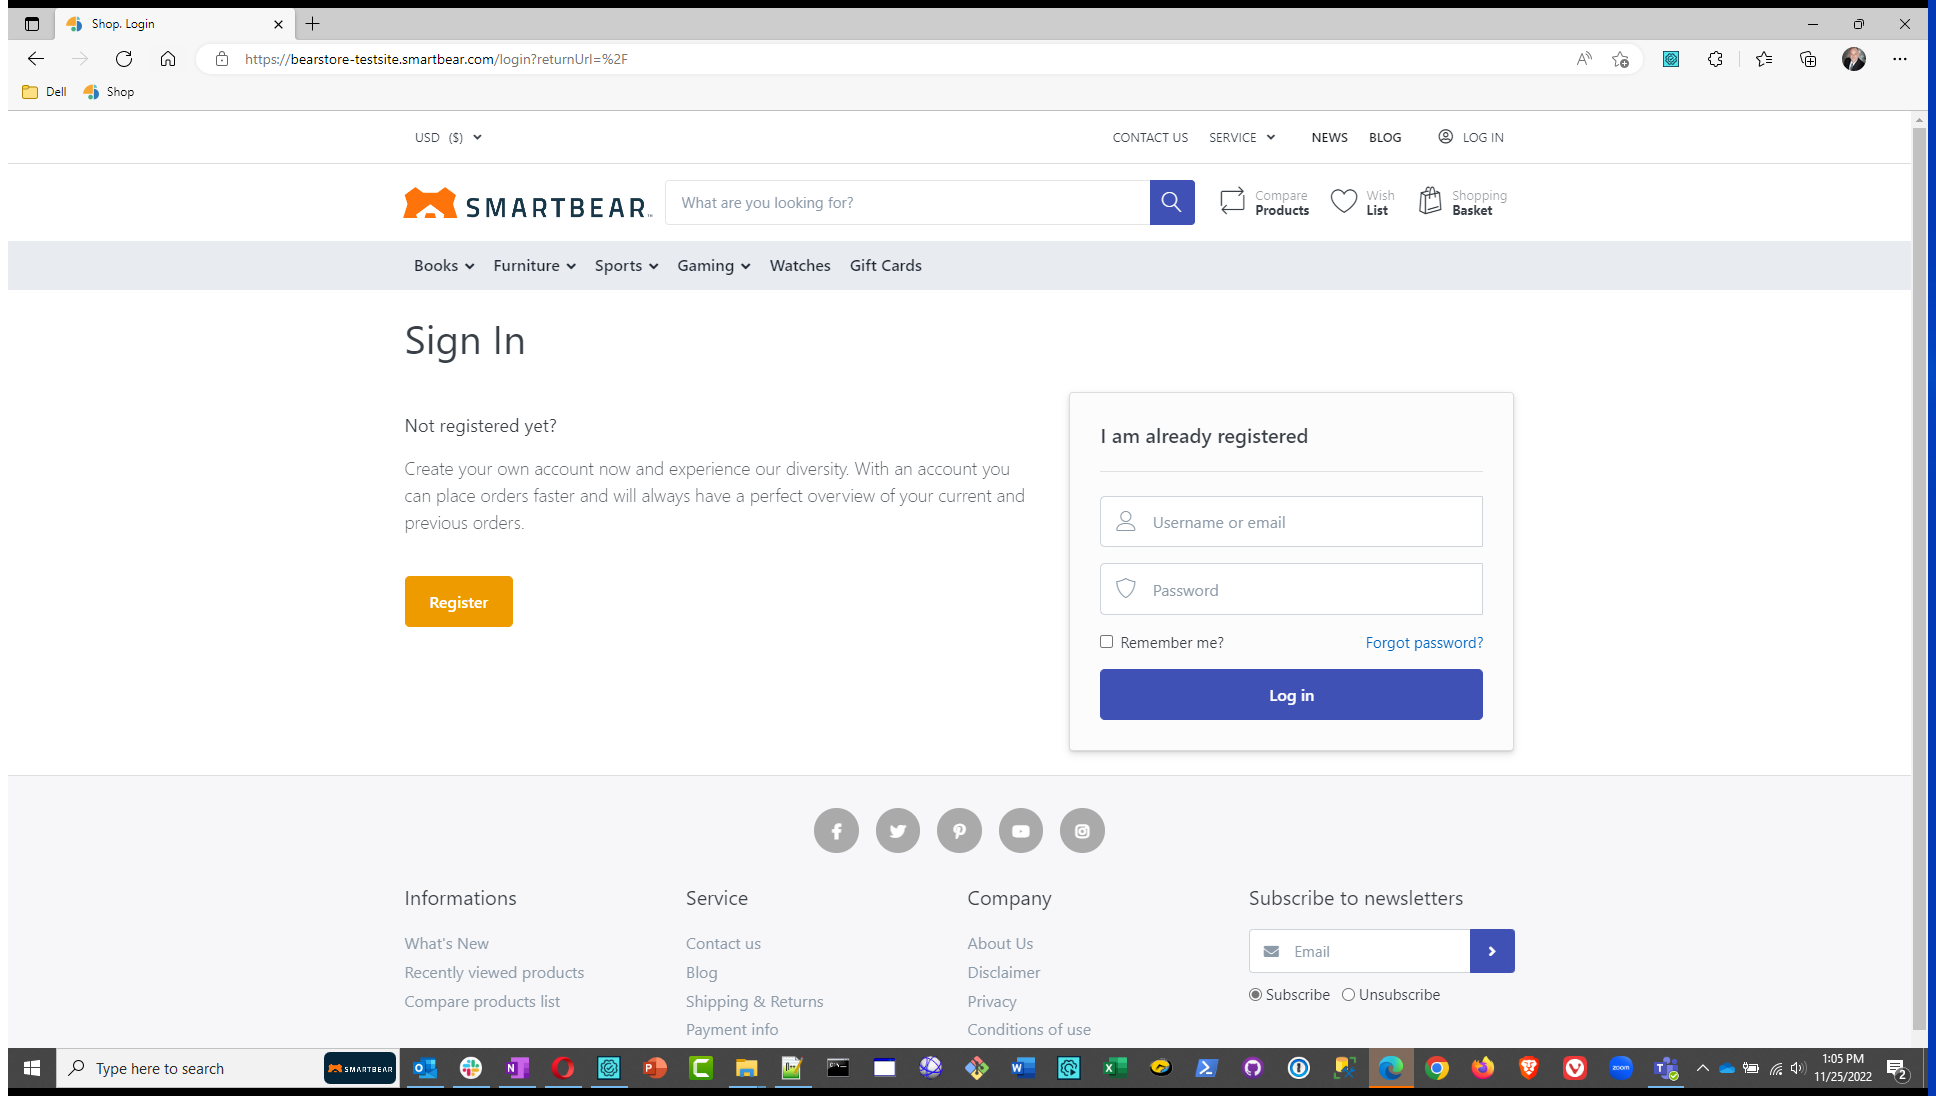 Shop. Login
https://bearstore-testsite.smartbear.com/login?returnUrl=%2F
Dell Shop
USD ($) CONTACT US SERVICE NEWS BLOG LOG IN
SMARTBEAR
What are you looking for?
Compare Products
Wish List
Shopping Basket
Books Furniture Sports Gaming Watches Gift Cards
Sign In
Not registered yet?
Create your own account now and experience our diversity. With an account you
can place orders faster and will always have a perfect overview of your current and
previous orders.
Register
I am already registered
Username or email
Password
Remember me? Forgot password?
Log in
Informations
What's New
Recently viewed products
Compare products list
Service
Contact us
Blog
Shipping & Returns
Payment info
Company
About Us
Disclaimer
Privacy
Conditions of use
Subscribe to newsletters
Email
Subscribe Unsubscribe
Type here to search
SMARTBEAR
zoom
1:05 PM
11/25/2022
2